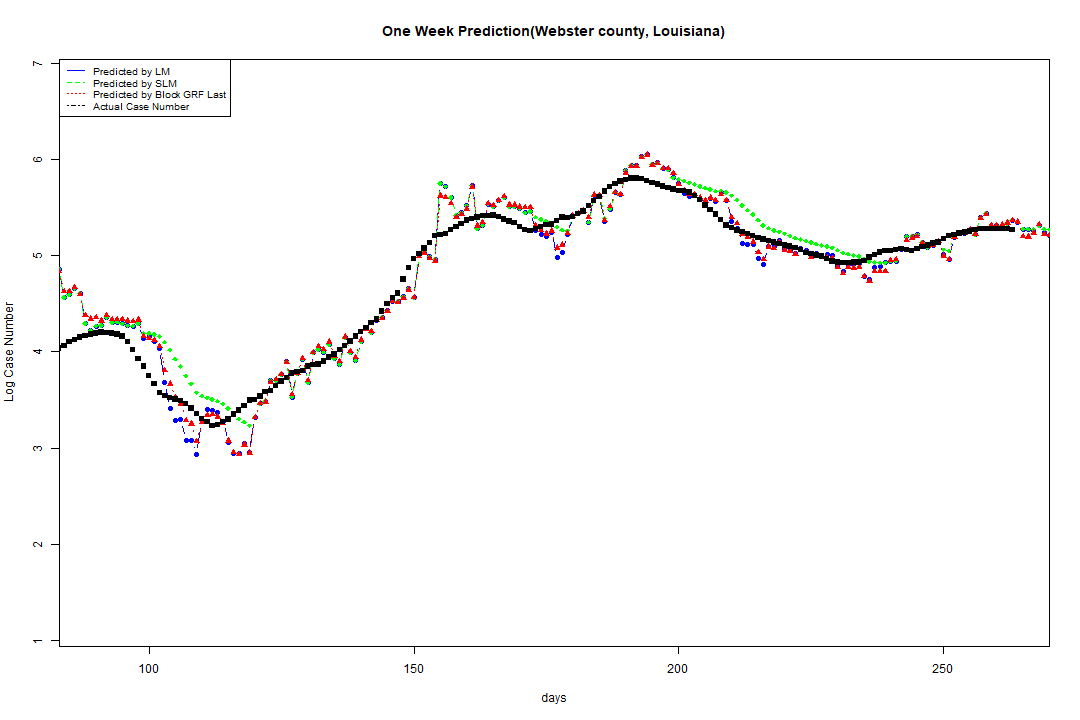 One Week Prediction(Webster county, Louisiana)
Predicted by LM
Predicted by SLM
Predicted by Block GRF Last
Actual Case Number
7
6
5
4
3
2
1
Log Case Number
100 150 200 250
days